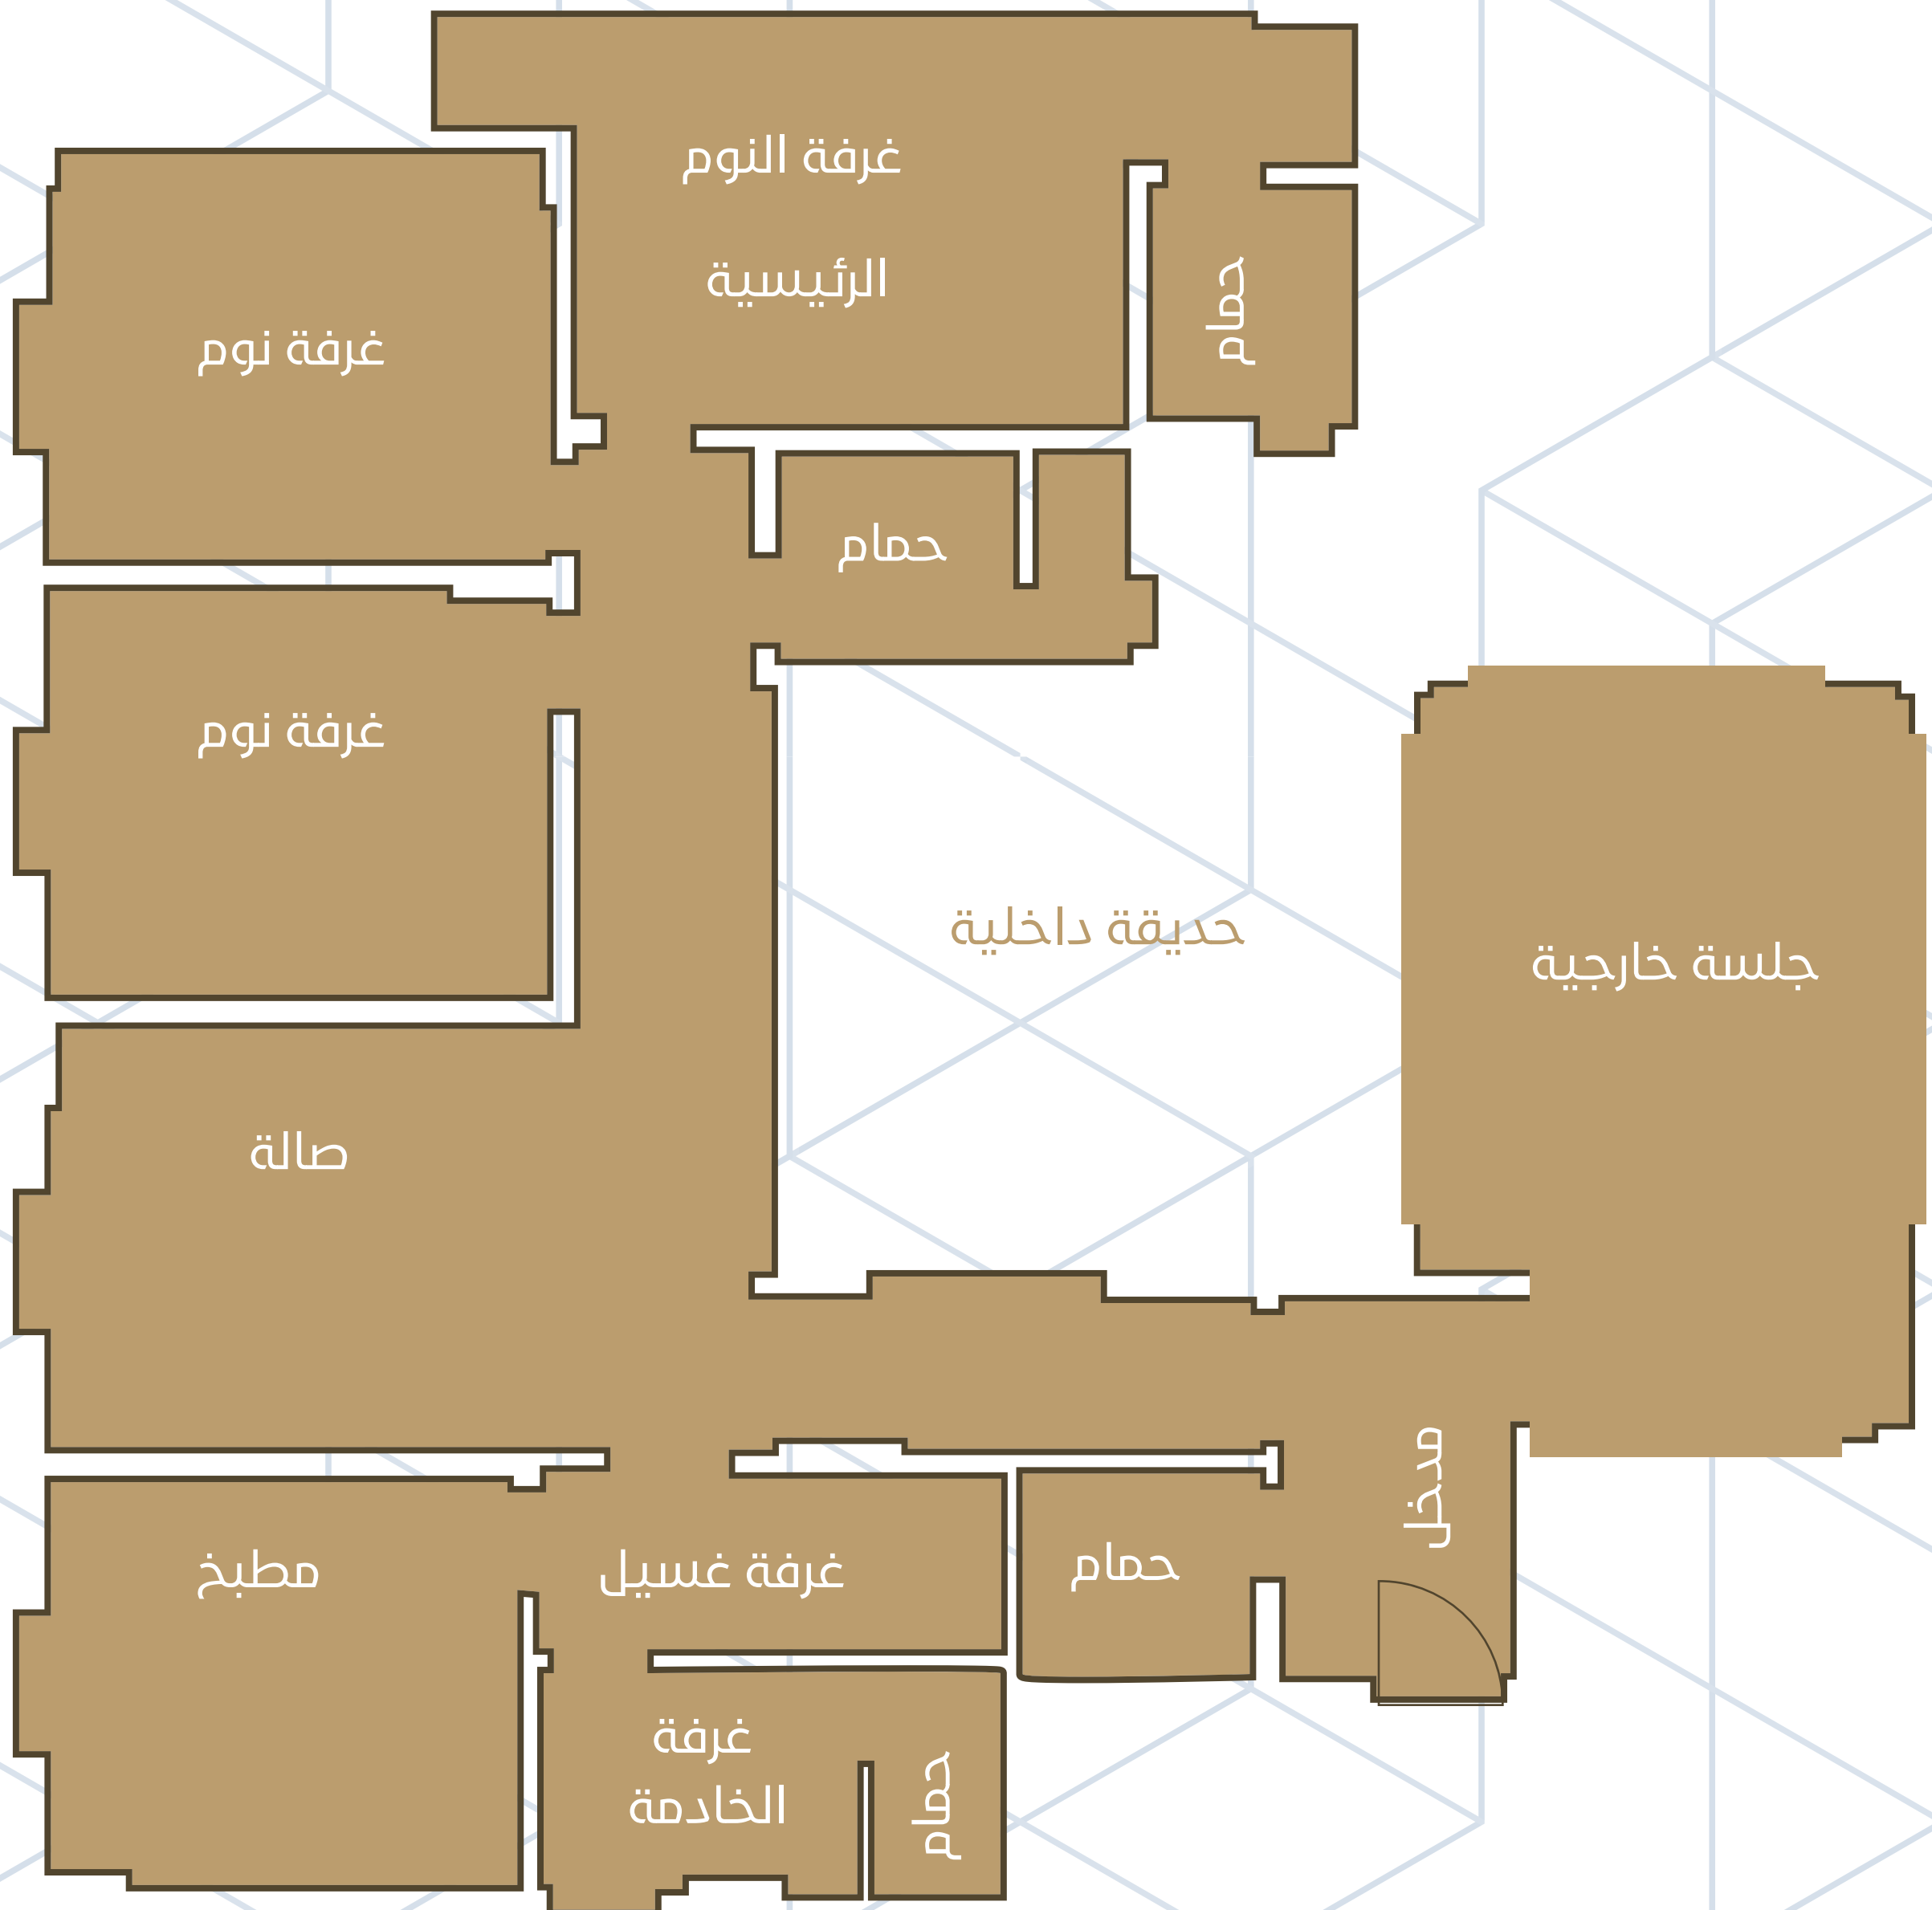 غرفة النوم
الرئيسية
حمام
غرفة نوم
حمام
غرفة نوم
حديقة داخلية
جلسة خارجية
صالة
مدخل
مطبخ
غرفة غسيل
حمام
غرفة
الخادمة
حمام